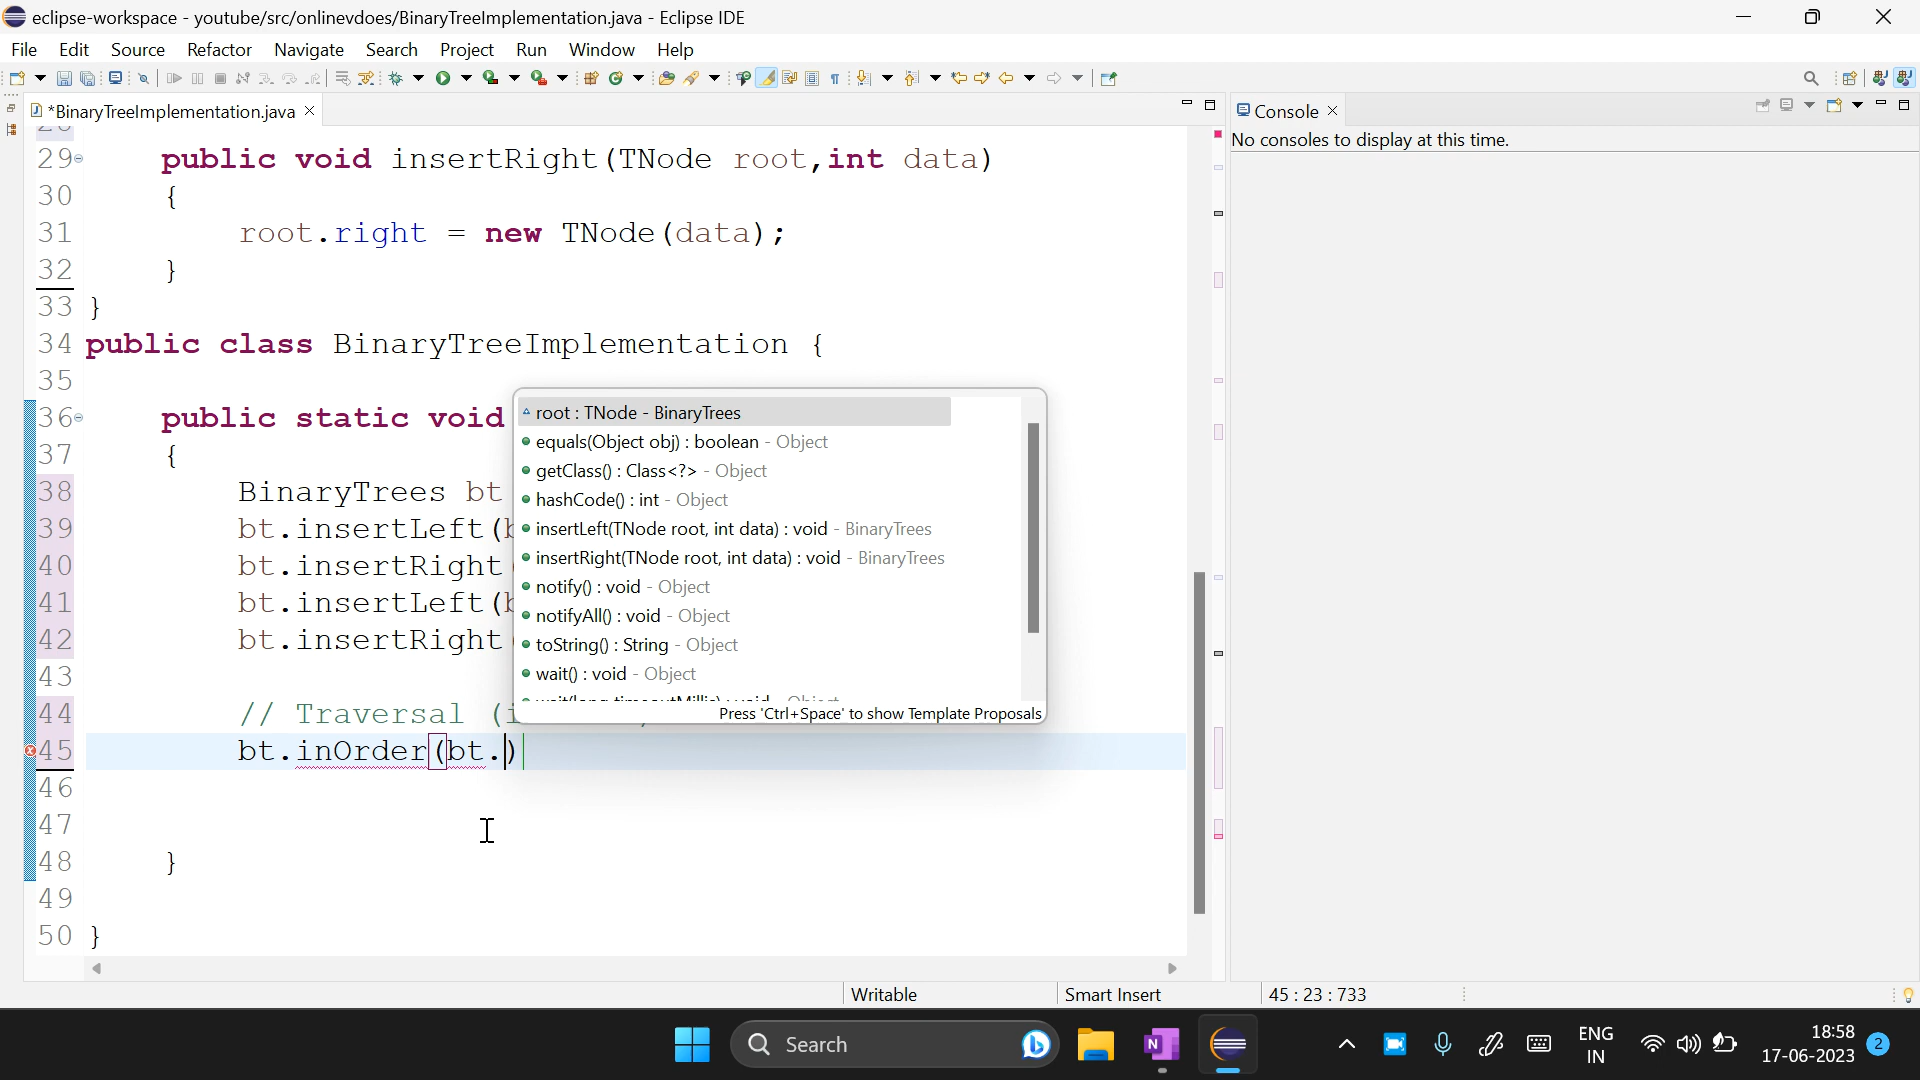 eclipse-workspace - youtube/src/onlinevdoes/BinaryTreeImplementation.java - Eclipse IDE
File Edit Source Refactor Navigate Search Project Run Window Help
*BinaryTreeImplementation.java
29 public void insertRight(TNode root,int data)
30 {
31 root.right = new TNode(data);
32 }
33 }
34 public class BinaryTreeImplementation {
35
36 public static void
37 {
38 BinaryTrees bt
39 bt.insertLeft(
40 bt.insertRight
41 bt.insertLeft(
42 bt.insertRight
43
44 // Traversal (
45 bt.inOrder(bt.)
46
47
48 }
49
50 }
root : TNode - BinaryTrees
equals(Object obj) : boolean - Object
getClass() : Class<?> - Object
hashCode() : int - Object
insertLeft(TNode root, int data) : void - BinaryTrees
insertRight(TNode root, int data) : void - BinaryTrees
notify() : void - Object
notifyAll() : void - Object
toString() : String - Object
wait() : void - Object
Press 'Ctrl+Space' to show Template Proposals
Console
No consoles to display at this time.
Writable Smart Insert 45 : 23 : 733
Search
ENG
IN
18:58
17-06-2023
2